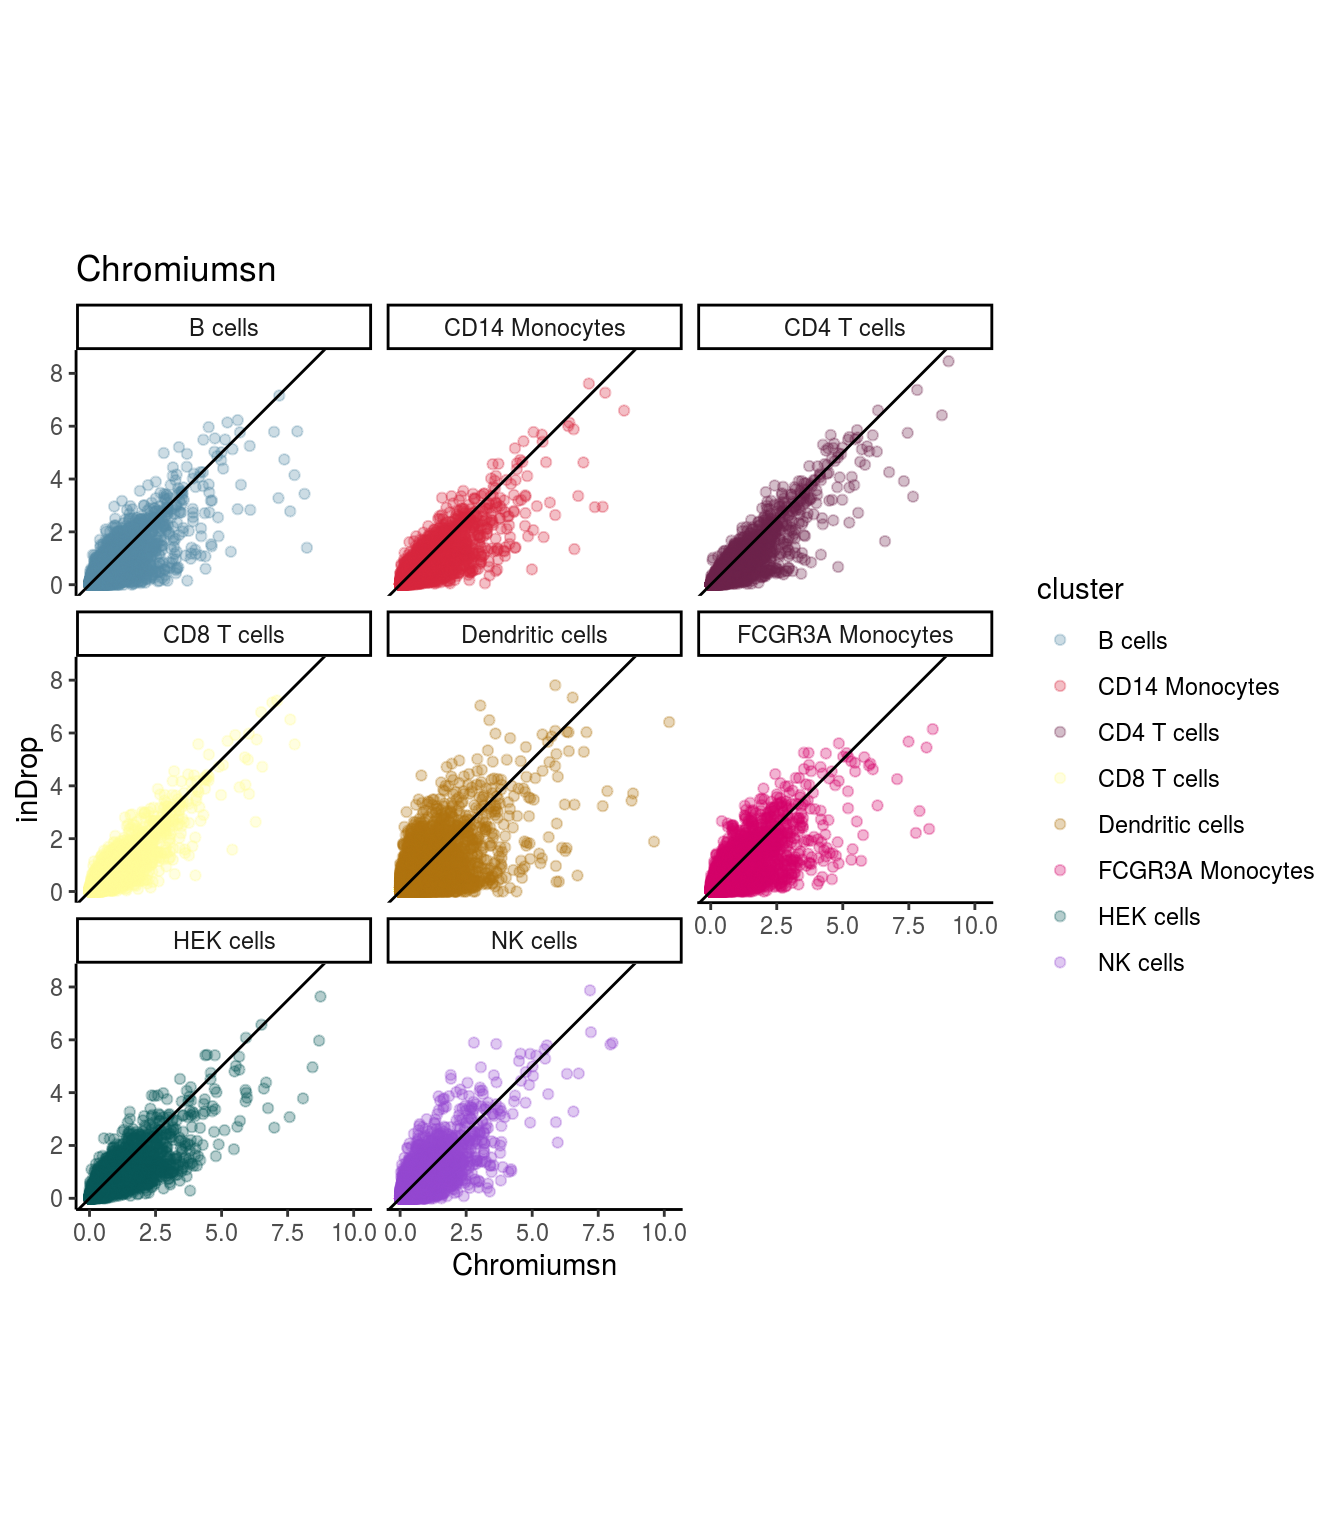 Chromiumsn
B cells
CD14 Monocytes
CD4 T cells
8
6
4
2
0
CD8 T cells
Dendritic cells
FCGR3A Monocytes
8
6
4
2
0
0.0 2.5 5.0 7.5 10.0
HEK cells
NK cells
8
6
4
2
0
0.0 2.5 5.0 7.5 10.0
0.0 2.5 5.0 7.5 10.0
Chromiumsn
inDrop
cluster
B cells
CD14 Monocytes
CD4 T cells
CD8 T cells
Dendritic cells
FCGR3A Monocytes
HEK cells
NK cells